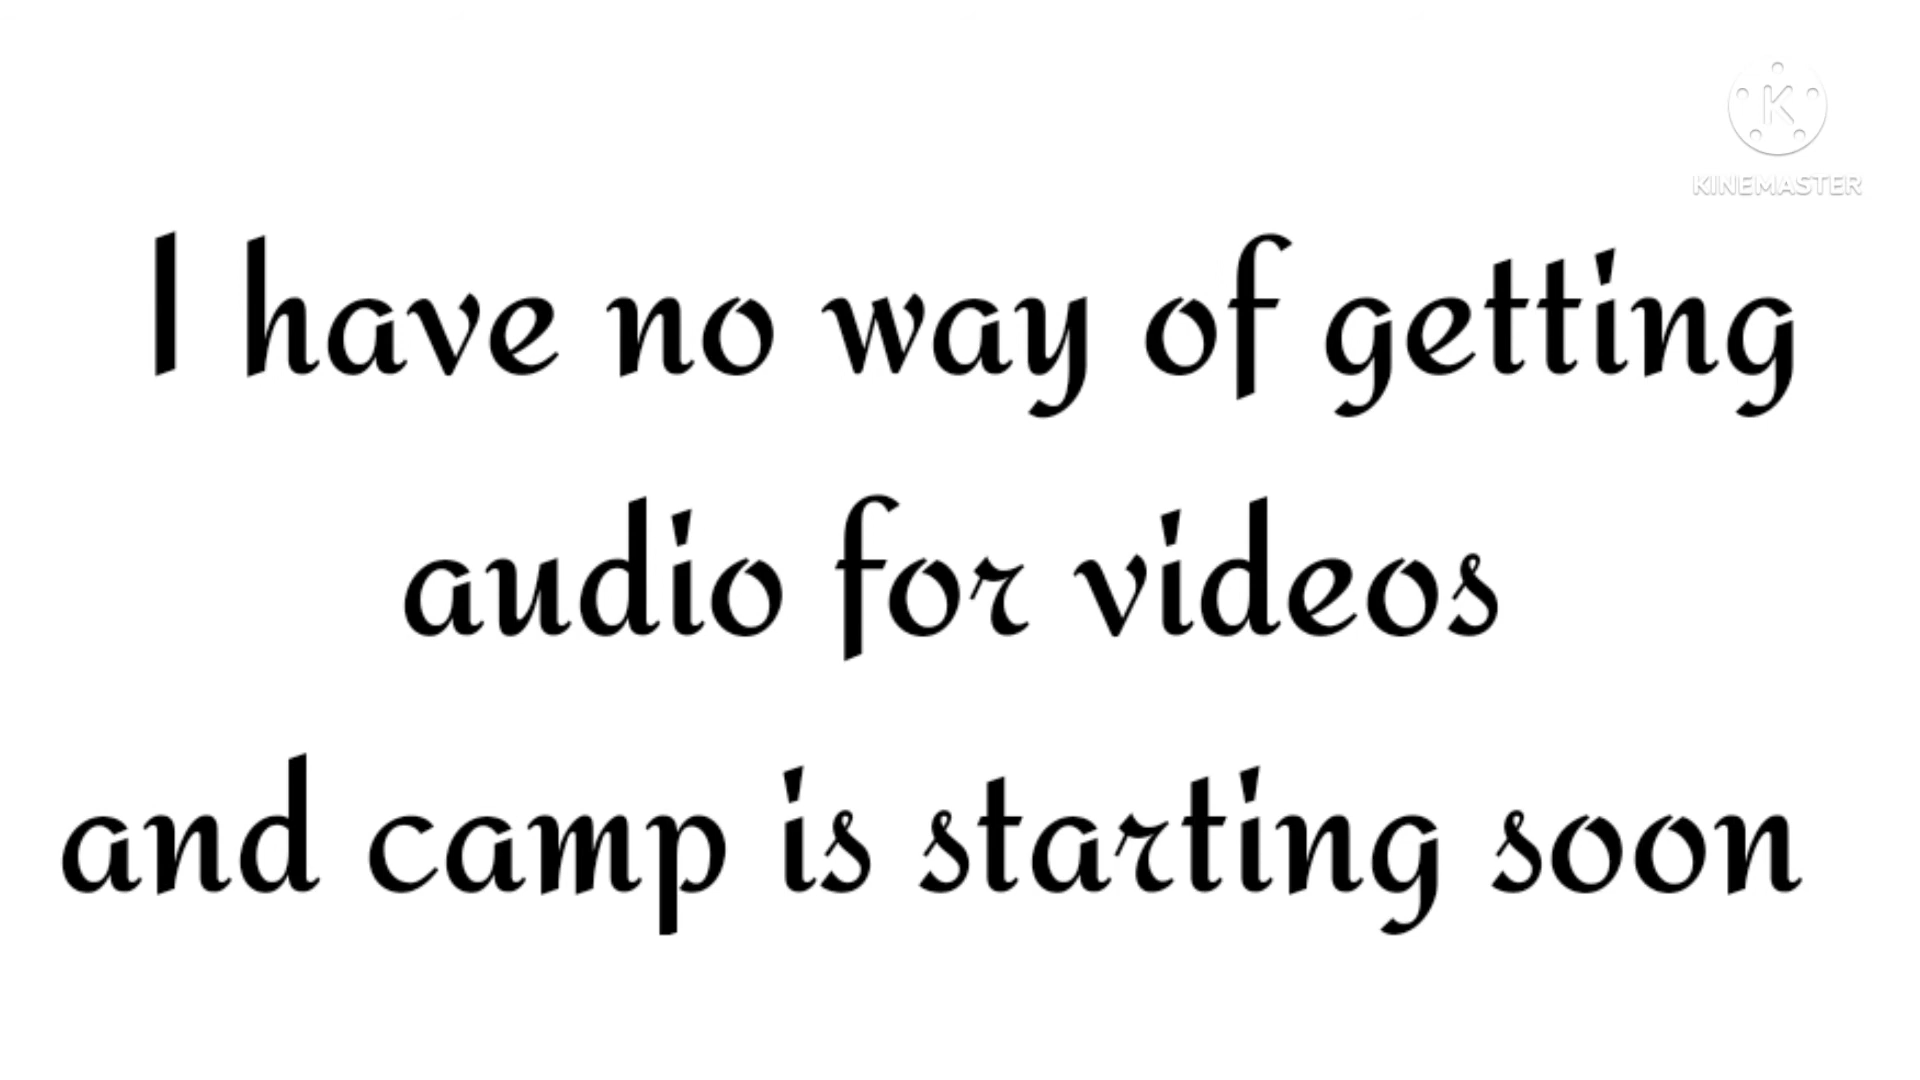 K
KINEMASTER
I have no way of getting
audio for videos
and camp is starting soon